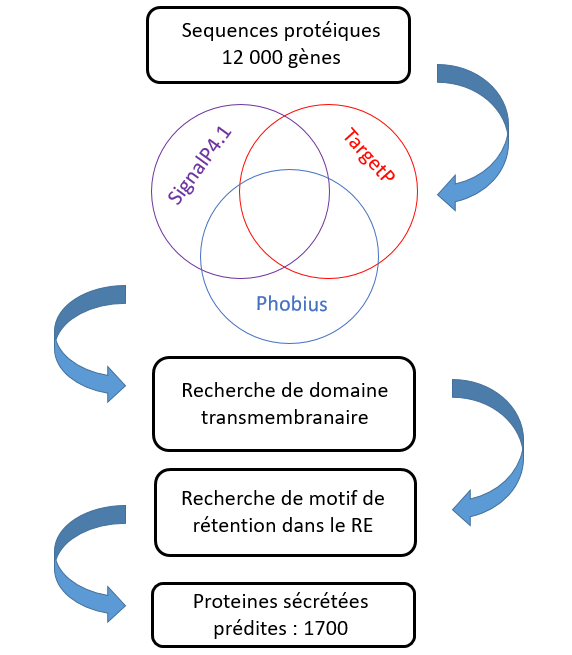 Sequences protéiques
12 000 gènes
SignalP4.1
TargetP
Phobius
Recherche de domaine
transmembranaire
Recherche de motif de
rétention dans le RE
Proteines sécrétées
prédites : 1700